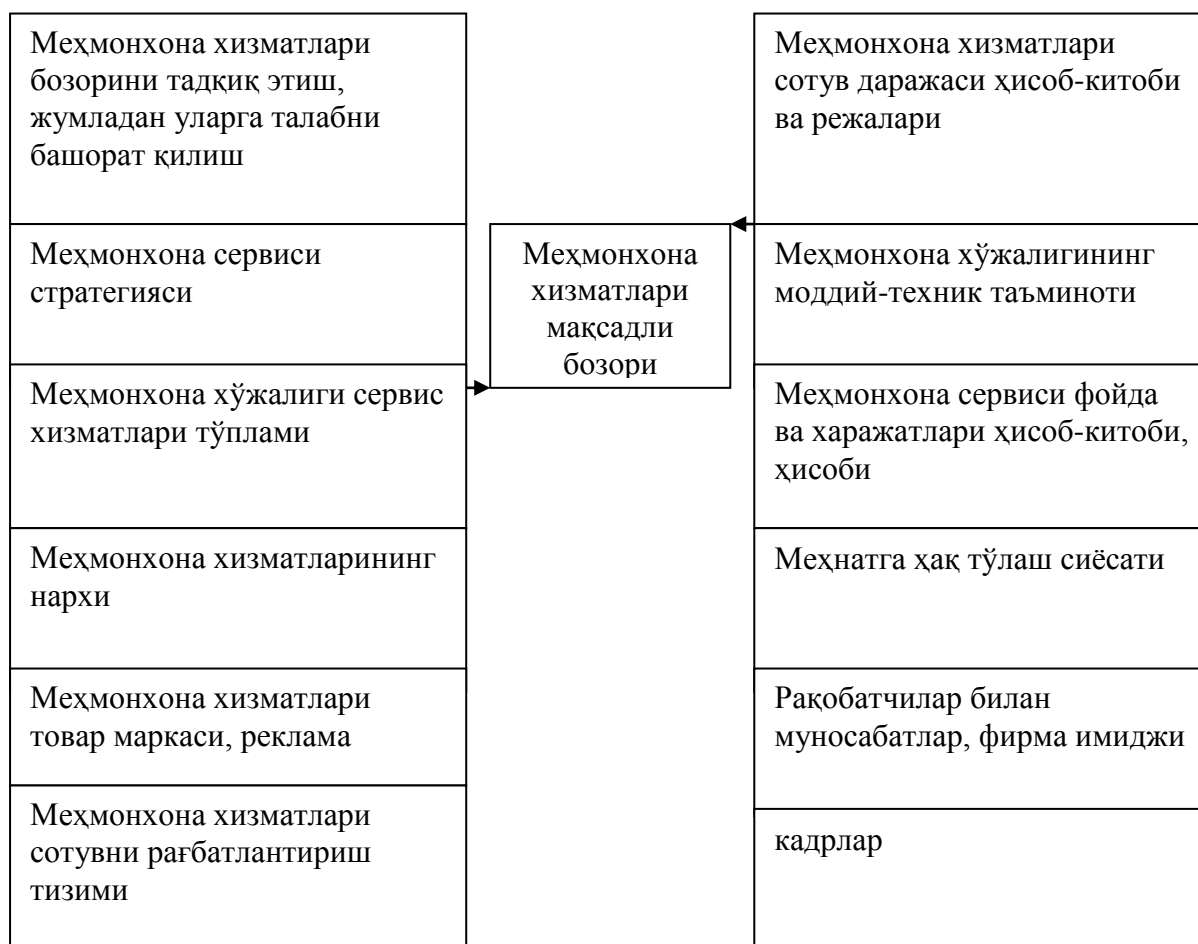 Меҳмонхона хизматлари
бозорини тадқиқ этиш,
жумладан уларга талабни
башорат қилиш
Меҳмонхона сервиси
стратегияси
Меҳмонхона хўжалиги сервис
хизматлари тўплами
Меҳмонхона хизматларининг
нархи
Меҳмонхона хизматлари
товар маркаси, реклама
Меҳмонхона хизматлари
сотувни рағбатлантириш
тизими
Меҳмонхона
хизматлари
мақсадли
бозори
Меҳмонхона хизматлари
сотув даражаси ҳисоб-китоби
ва режалари
Меҳмонхона хўжалигининг
моддий-техник таъминоти
Меҳмонхона сервиси фойда
ва харажатлари ҳисоб-китоби,
ҳисоби
Меҳнатга ҳақ тўлаш сиёсати
Рақобатчилар билан
муносабатлар, фирма имиджи
кадрлар